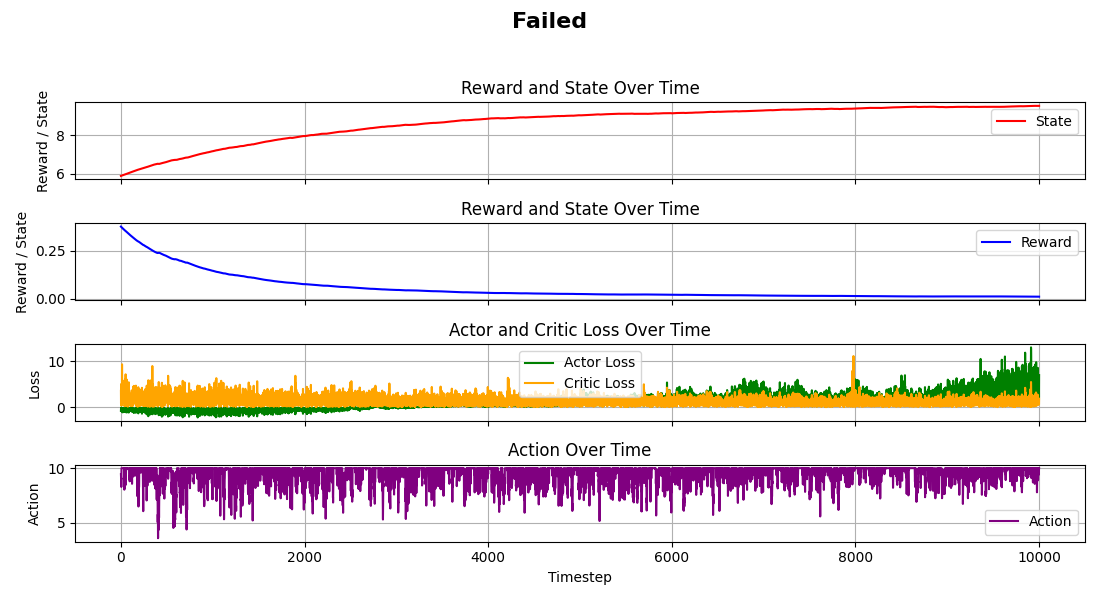 Failed
Reward and State Over Time
Reward / State
8
6
State
Reward and State Over Time
Reward / State
0.25
0.00
Reward
Actor and Critic Loss Over Time
Loss
10
0
Actor Loss
Critic Loss
Action Over Time
Action
10
5
Action
0 2000 4000 6000 8000 10000
Timestep